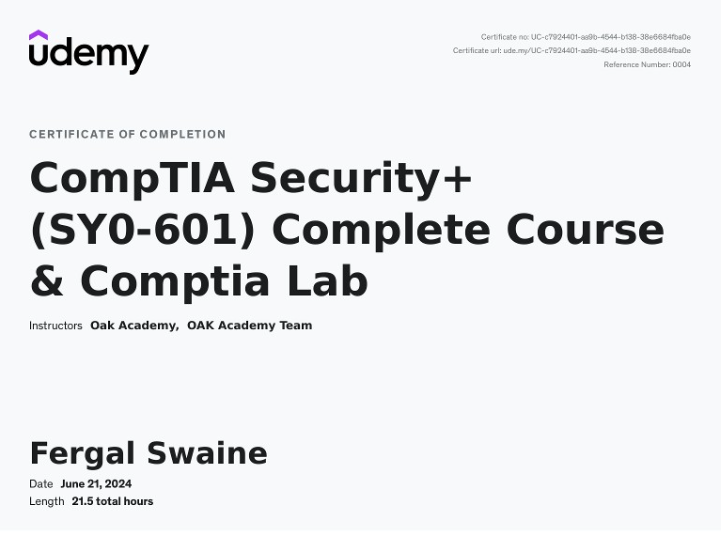 udemy
Certificate no: UC-c7924401-aa9b-4544-b138-38e6684fba0e
Certificate url: ude.my/UC-c7924401-aa9b-4544-b138-38e6684fba0e
Reference Number: 0004
CERTIFICATE OF COMPLETION
CompTIA Security+
(SY0-601) Complete Course
& Comptia Lab
Instructors Oak Academy, OAK Academy Team
Fergal Swaine
Date June 21, 2024
Length 21.5 total hours